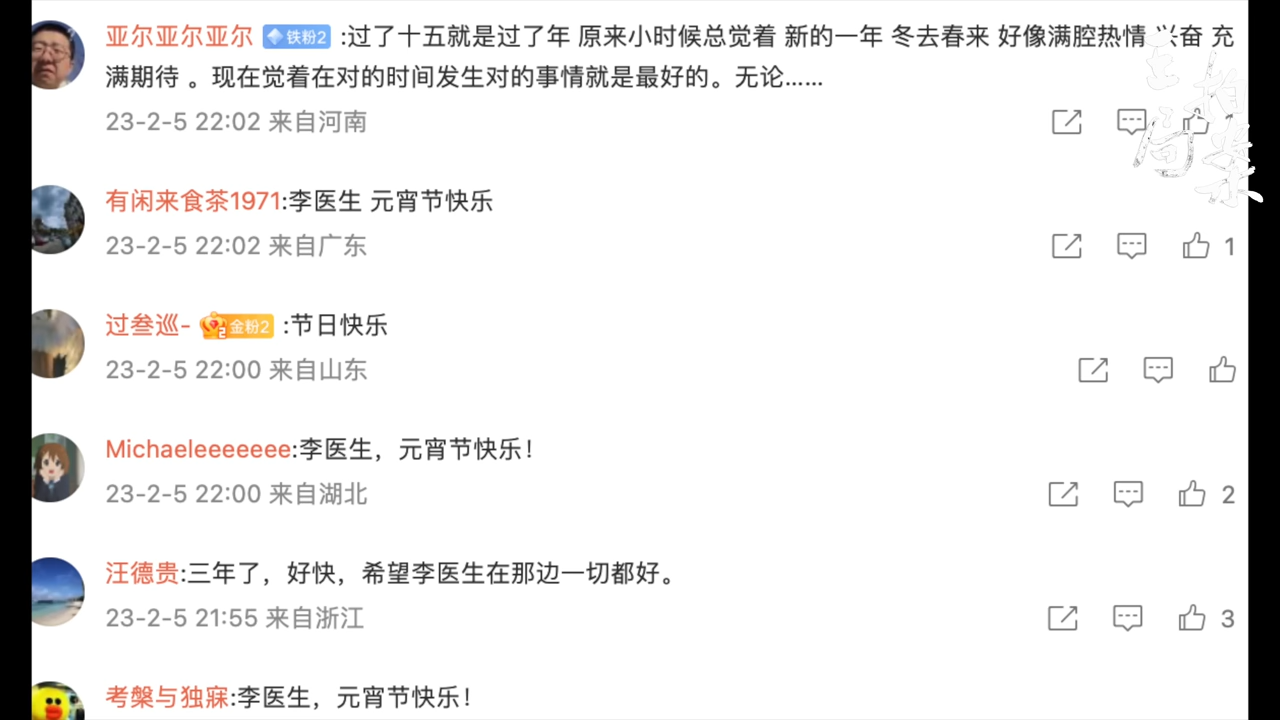 亚尔亚尔亚尔 铁粉2 :过了十五就是过了年 原来小时候总觉着 新的一年 冬去春来 好像满腔热情 兴奋 充
满期待 。现在觉着在对的时间发生对的事情就是最好的。无论……
23-2-5 22:02 来自河南
有闲来食茶1971:李医生 元宵节快乐
23-2-5 22:02 来自广东
1
过叁巡- 金粉2 :节日快乐
23-2-5 22:00 来自山东
Michaeleeeeeee:李医生，元宵节快乐！
23-2-5 22:00 来自湖北
2
汪德贵:三年了，好快，希望李医生在那边一切都好。
23-2-5 21:55 来自浙江
3
考槃与独寐:李医生，元宵节快乐！